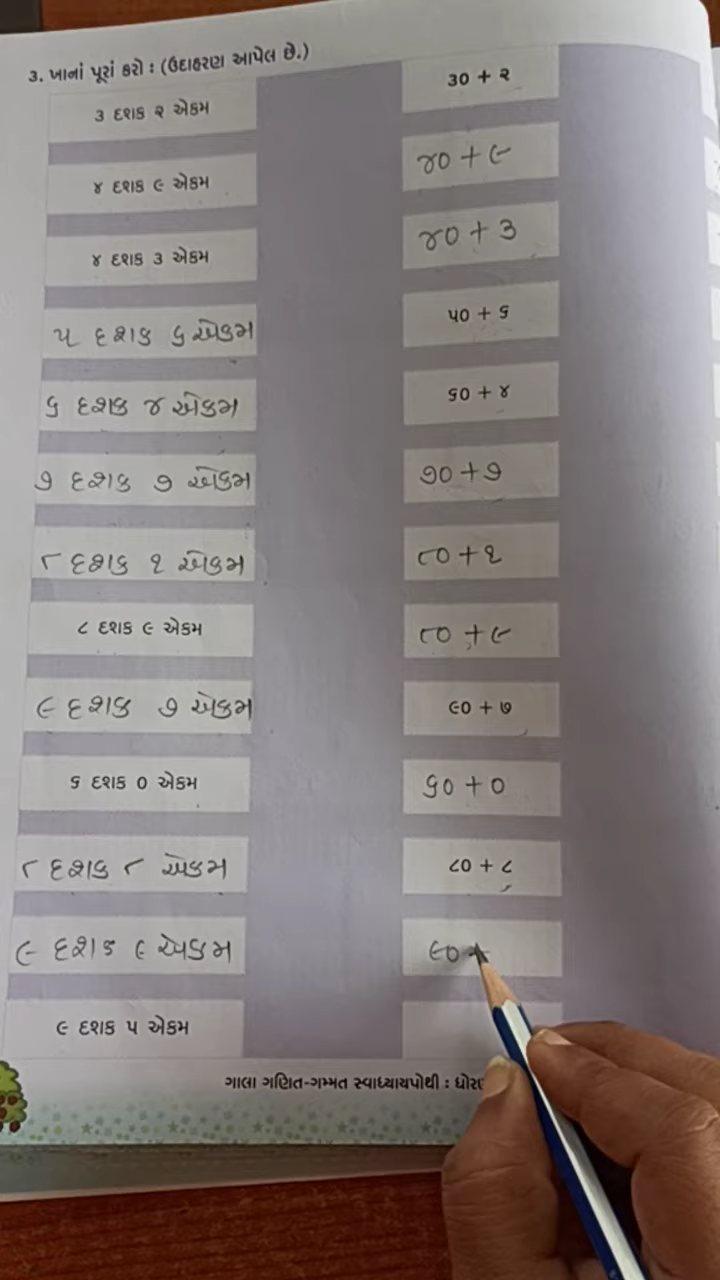 ૩. ખાનાં પૂરાં કરો : (ઉદાહરણ આપેલ છે.)
૩ દશક ૨ એકમ
૩૦ + ૨
૪ દશક ૯ એકમ
૪૦ + ૯
૪ દશક ૩ એકમ
૪૦ + ૩
૫ દશક ૬ એકમ
૫૦ + ૬
૬ દશક ૪ એકમ
૬૦ + ૪
૭ દશક ૭ એકમ
૭૦ + ૭
૮ દશક ૧ એકમ
૮૦ + ૧
૮ દશક ૯ એકમ
૮૦ + ૯
૯ દશક ૭ એકમ
૯૦ + ૭
૬ દશક ૦ એકમ
૬૦ + ૦
૮ દશક ૮ એકમ
૮૦ + ૮
૯ દશક ૯ એકમ
૯૦ +
૯ દશક ૫ એકમ
ગાલા ગણિત-ગમ્મત સ્વાધ્યાયપોથી :